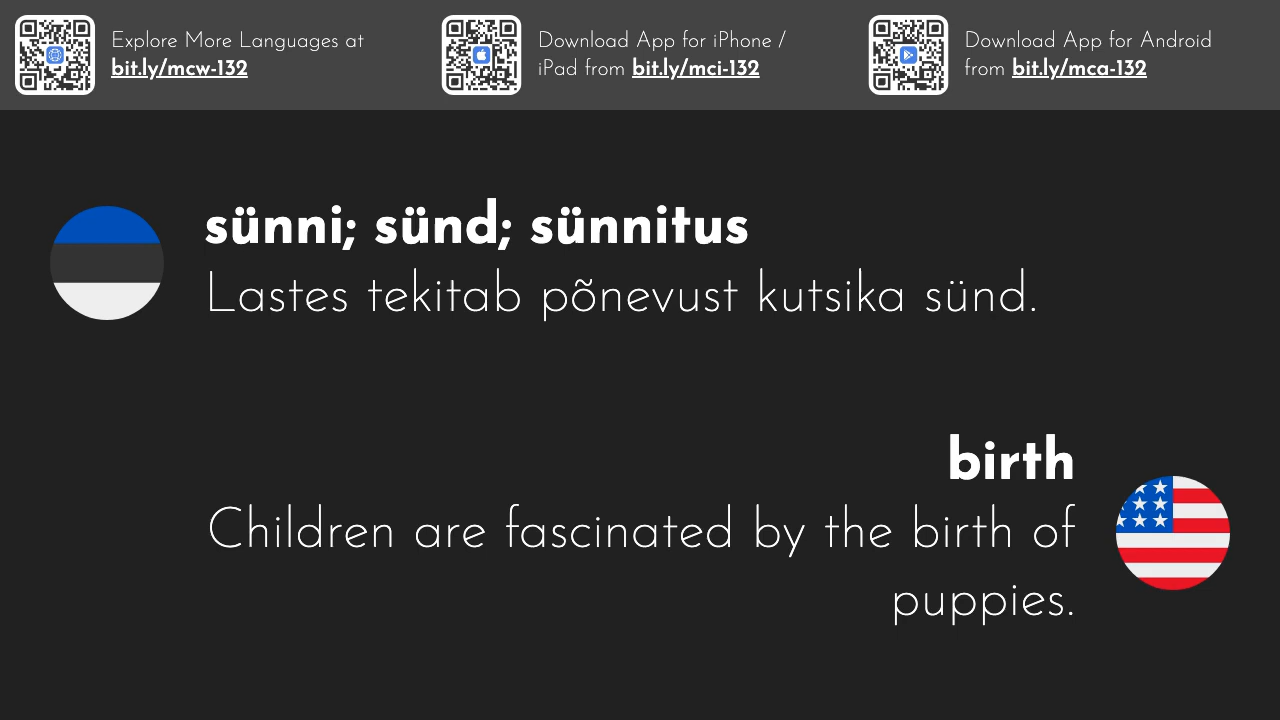 Explore More Languages at
bit.ly/mcw-132
Download App for iPhone /
iPad from bit.ly/mci-132
Download App for Android
from bit.ly/mca-132
sünni; sünd; sünnitus
Lastes tekitab põnevust kutsika sünd.
birth
Children are fascinated by the birth of
puppies.